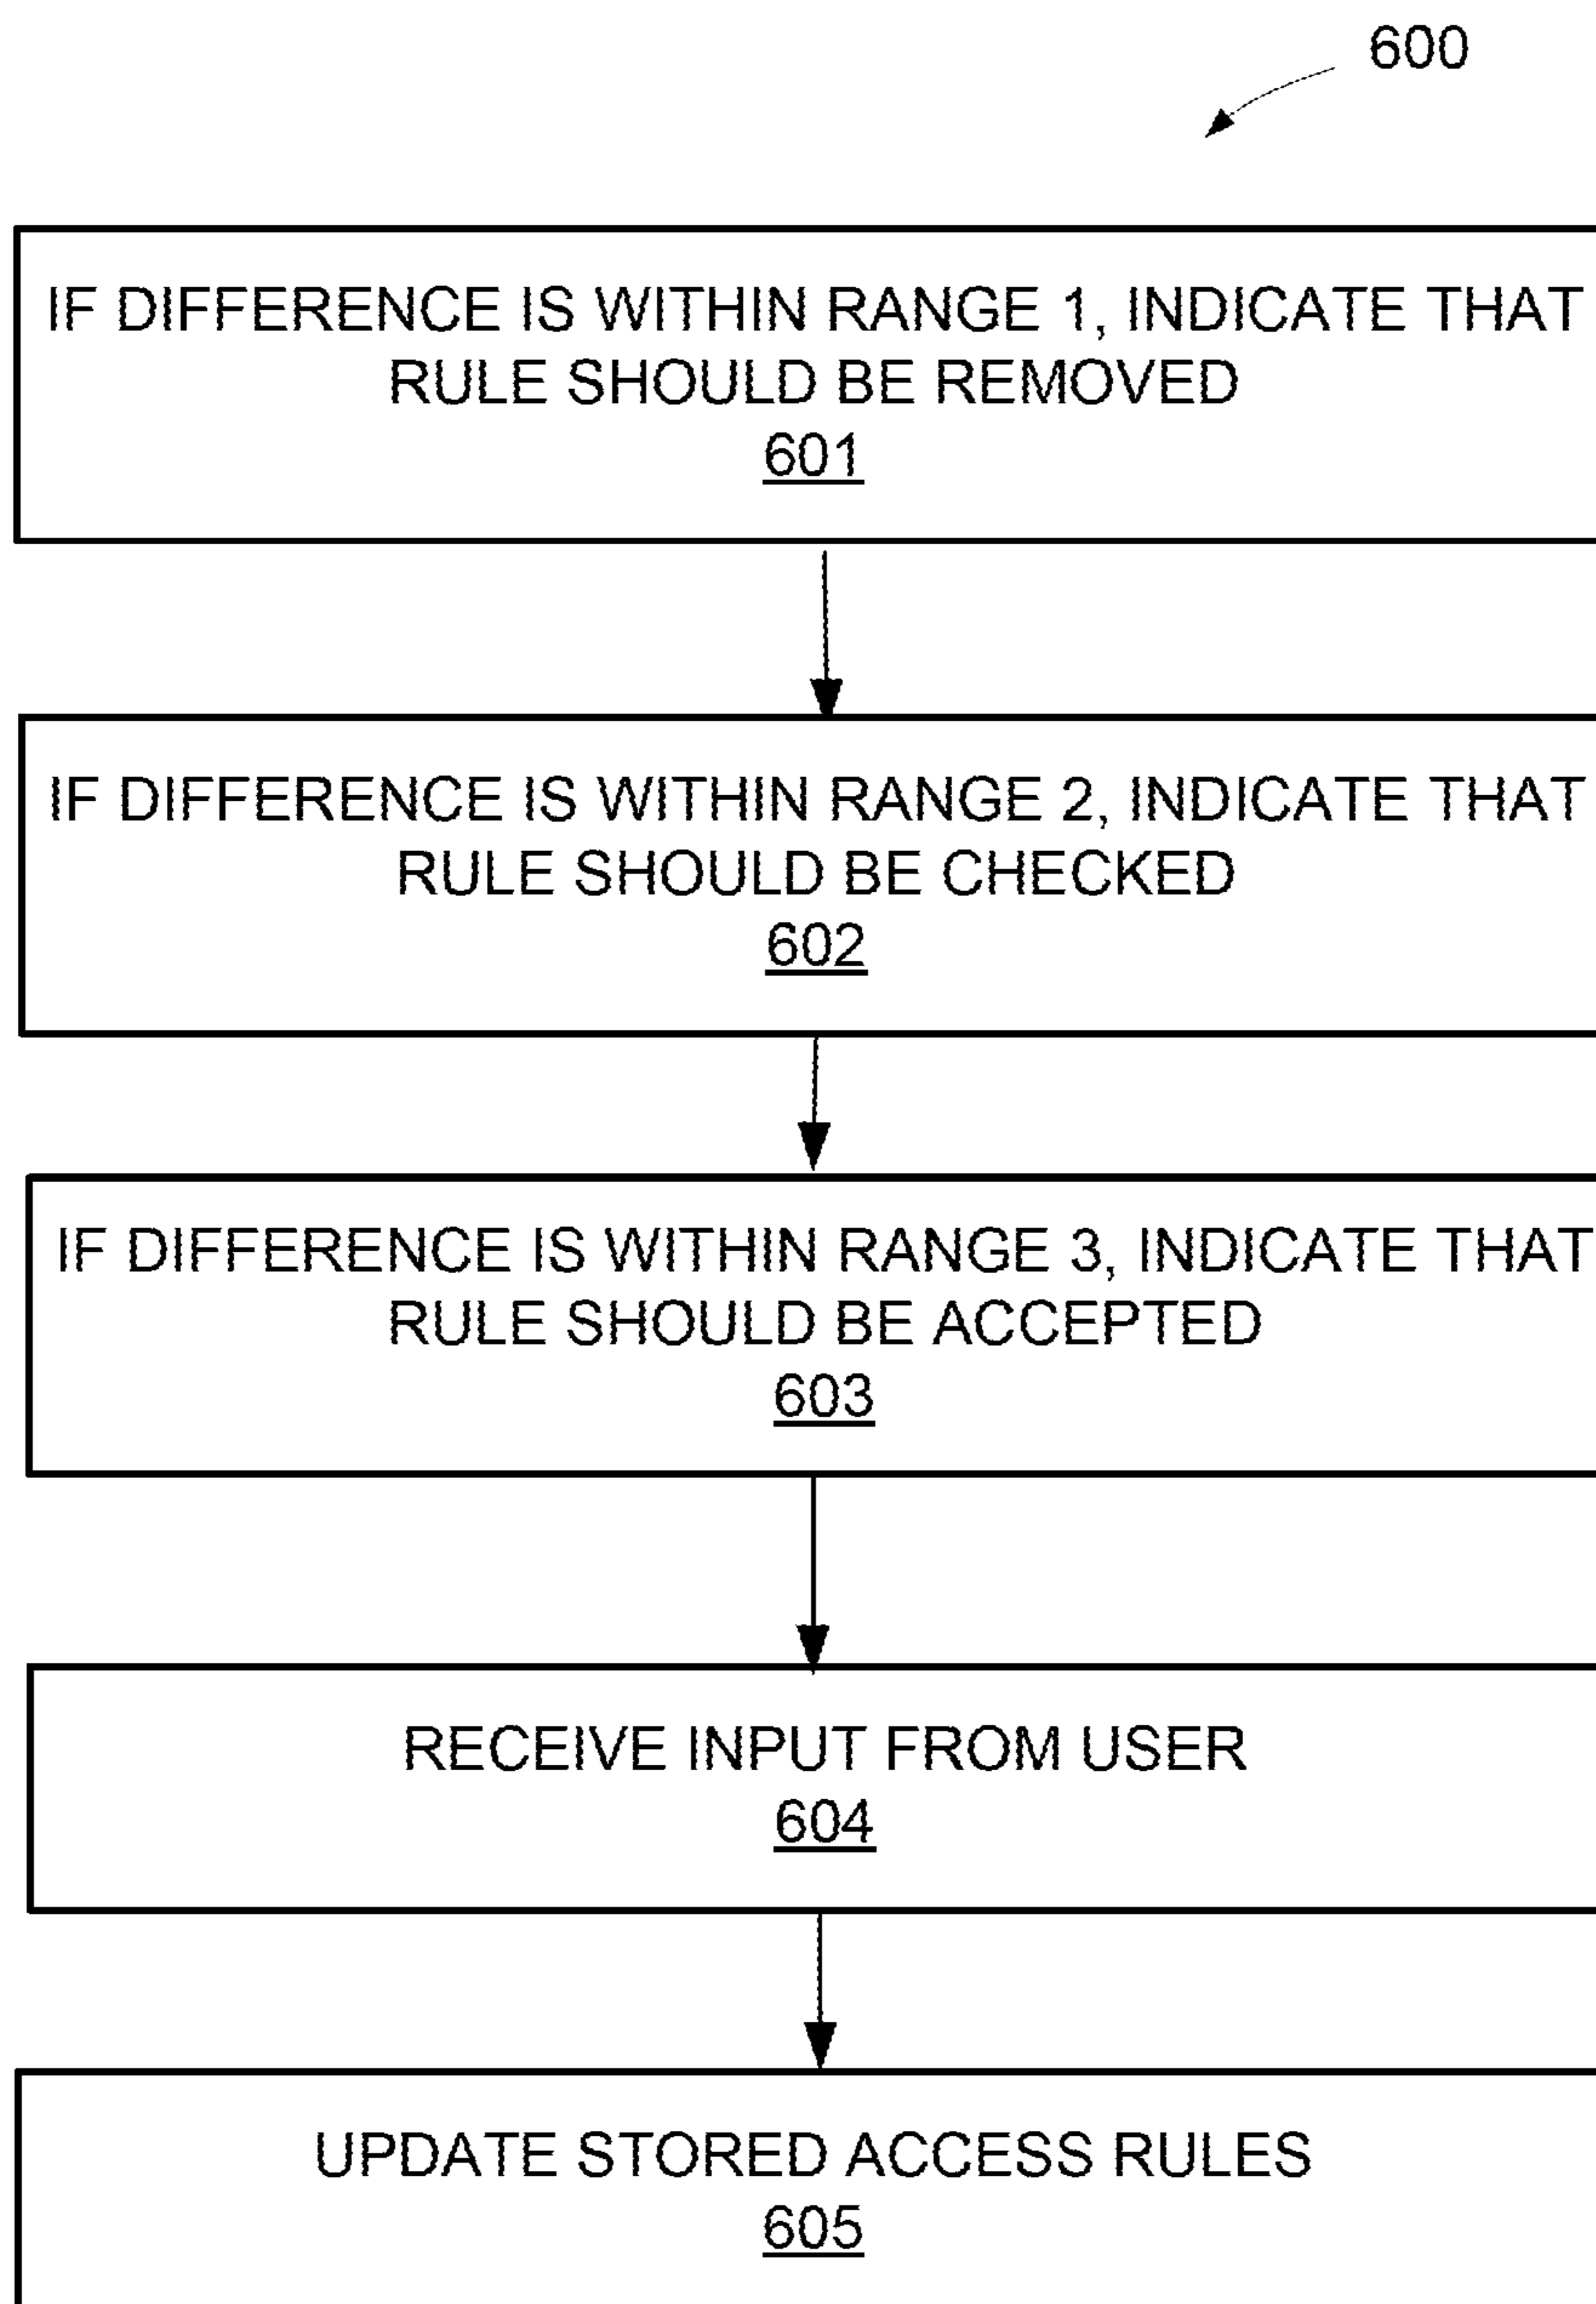 600
IF DIFFERENCE IS WITHIN RANGE 1, INDICATE THAT
RULE SHOULD BE REMOVED
601
IF DIFFERENCE IS WITHIN RANGE 2, INDICATE THAT
RULE SHOULD BE CHECKED
602
IF DIFFERENCE IS WITHIN RANGE 3, INDICATE THAT
RULE SHOULD BE ACCEPTED
603
RECEIVE INPUT FROM USER
604
UPDATE STORED ACCESS RULES
605